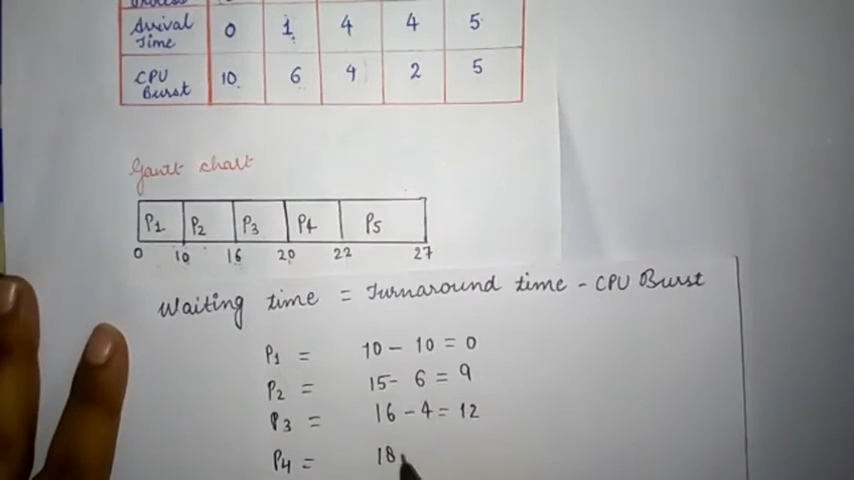 Process
Arrival Time 0 1 4 4 5
CPU Burst 10 6 4 2 5
Gantt chart
P1 P2 P3 P4 P5
0 10 16 20 22 27
Waiting time = Turnaround time - CPU Burst
P1 = 10 - 10 = 0
P2 = 15 - 6 = 9
P3 = 16 - 4 = 12
P4 = 18